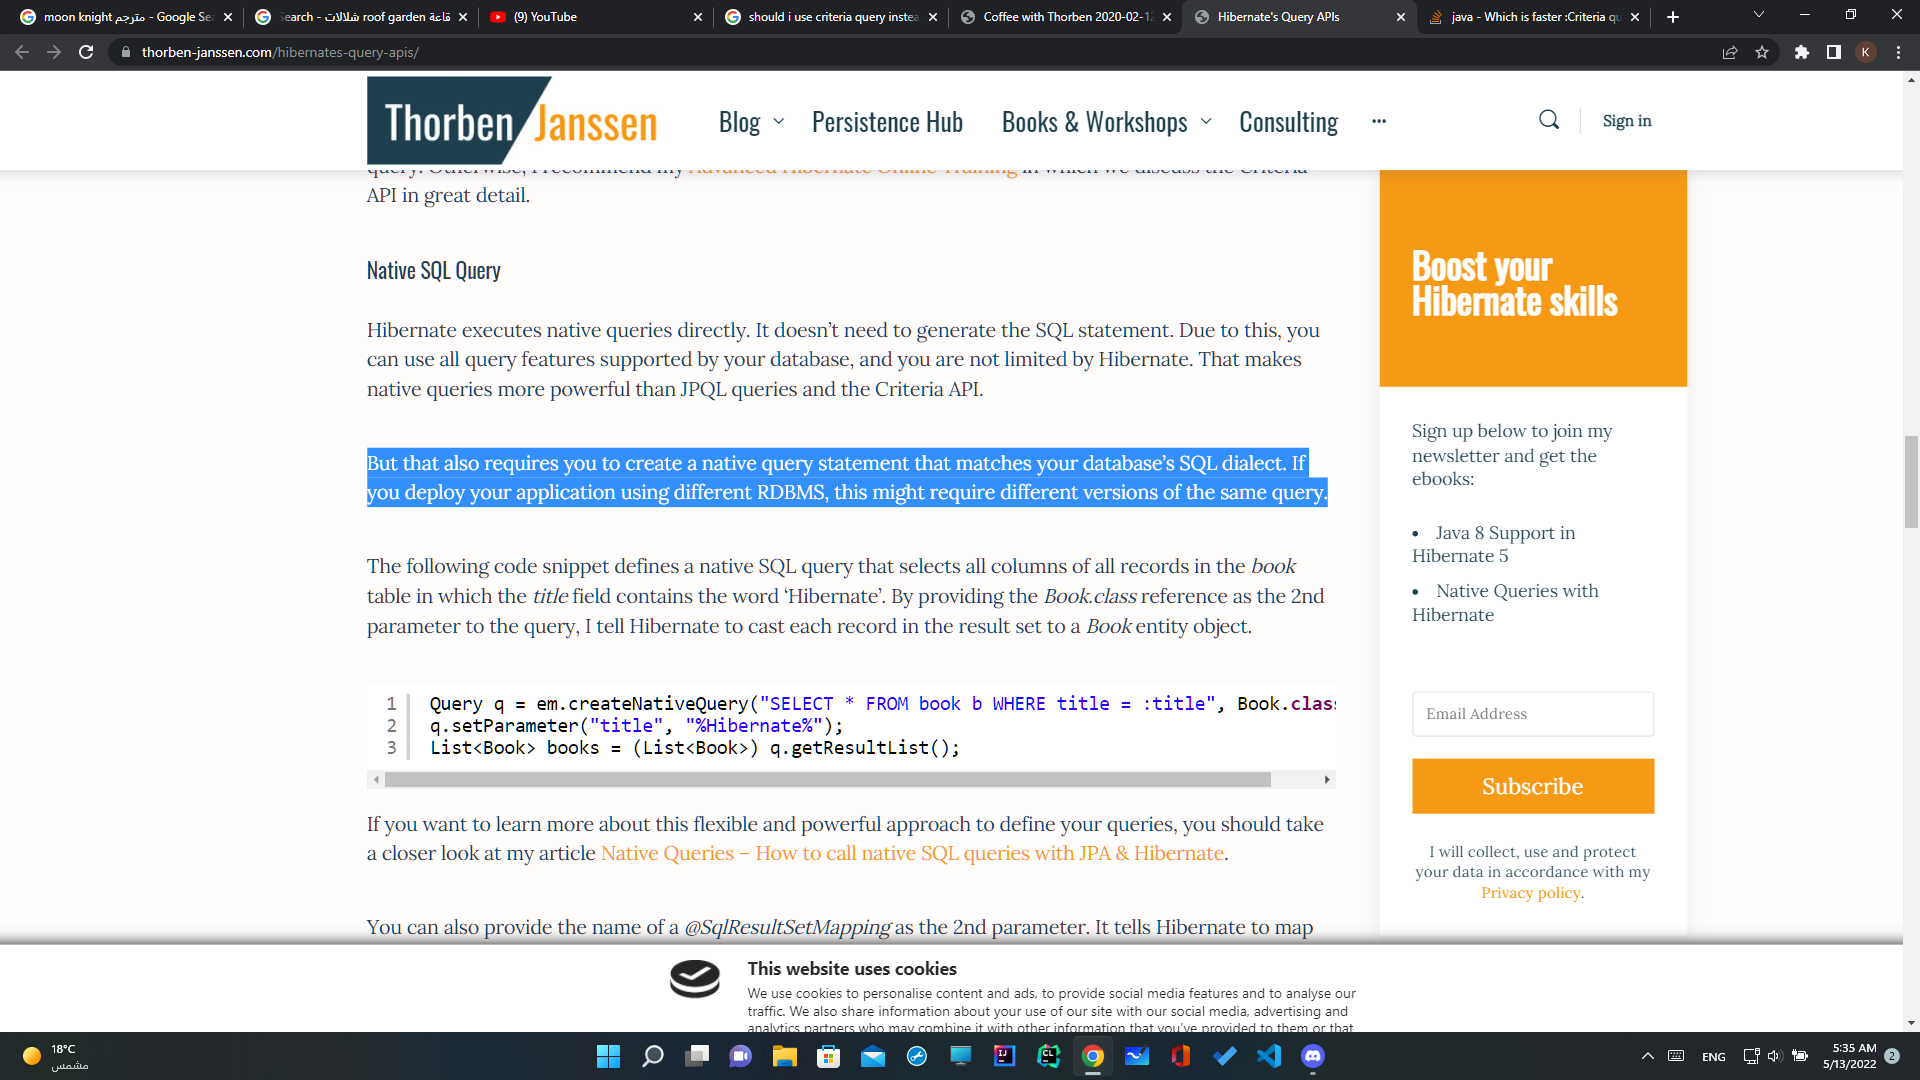 moon knight مترجم - Google Sea
Search - شلالات roof garden قاعة
(9) YouTube
should i use criteria query instea
Coffee with Thorben 2020-02-12
Hibernate's Query APIs
java - Which is faster :Criteria qu
thorben-janssen.com/hibernates-query-apis/
K
Thorben Janssen
Blog
Persistence Hub
Books & Workshops
Consulting
Sign in
query. Otherwise, I recommend my Advanced Hibernate Online Training in which we discuss the Criteria
API in great detail.
Native SQL Query
Hibernate executes native queries directly. It doesn’t need to generate the SQL statement. Due to this, you
can use all query features supported by your database, and you are not limited by Hibernate. That makes
native queries more powerful than JPQL queries and the Criteria API.
But that also requires you to create a native query statement that matches your database’s SQL dialect. If
you deploy your application using different RDBMS, this might require different versions of the same query.
The following code snippet defines a native SQL query that selects all columns of all records in the book
table in which the title field contains the word ‘Hibernate’. By providing the Book.class reference as the 2nd
parameter to the query, I tell Hibernate to cast each record in the result set to a Book entity object.
1 Query q = em.createNativeQuery("SELECT * FROM book b WHERE title = :title", Book.clas
2 q.setParameter("title", "%Hibernate%");
3 List<Book> books = (List<Book>) q.getResultList();
If you want to learn more about this flexible and powerful approach to define your queries, you should take
a closer look at my article Native Queries – How to call native SQL queries with JPA & Hibernate.
You can also provide the name of a @SqlResultSetMapping as the 2nd parameter. It tells Hibernate to map
Boost your
Hibernate skills
Sign up below to join my
newsletter and get the
ebooks:
• Java 8 Support in
Hibernate 5
• Native Queries with
Hibernate
Email Address
Subscribe
I will collect, use and protect
your data in accordance with my
Privacy policy.
This website uses cookies
We use cookies to personalise content and ads, to provide social media features and to analyse our
traffic. We also share information about your use of our site with our social media, advertising and
analytics partners who may combine it with other information that you’ve provided to them or that
18°C
مشمس
ENG
5:35 AM
5/13/2022
2